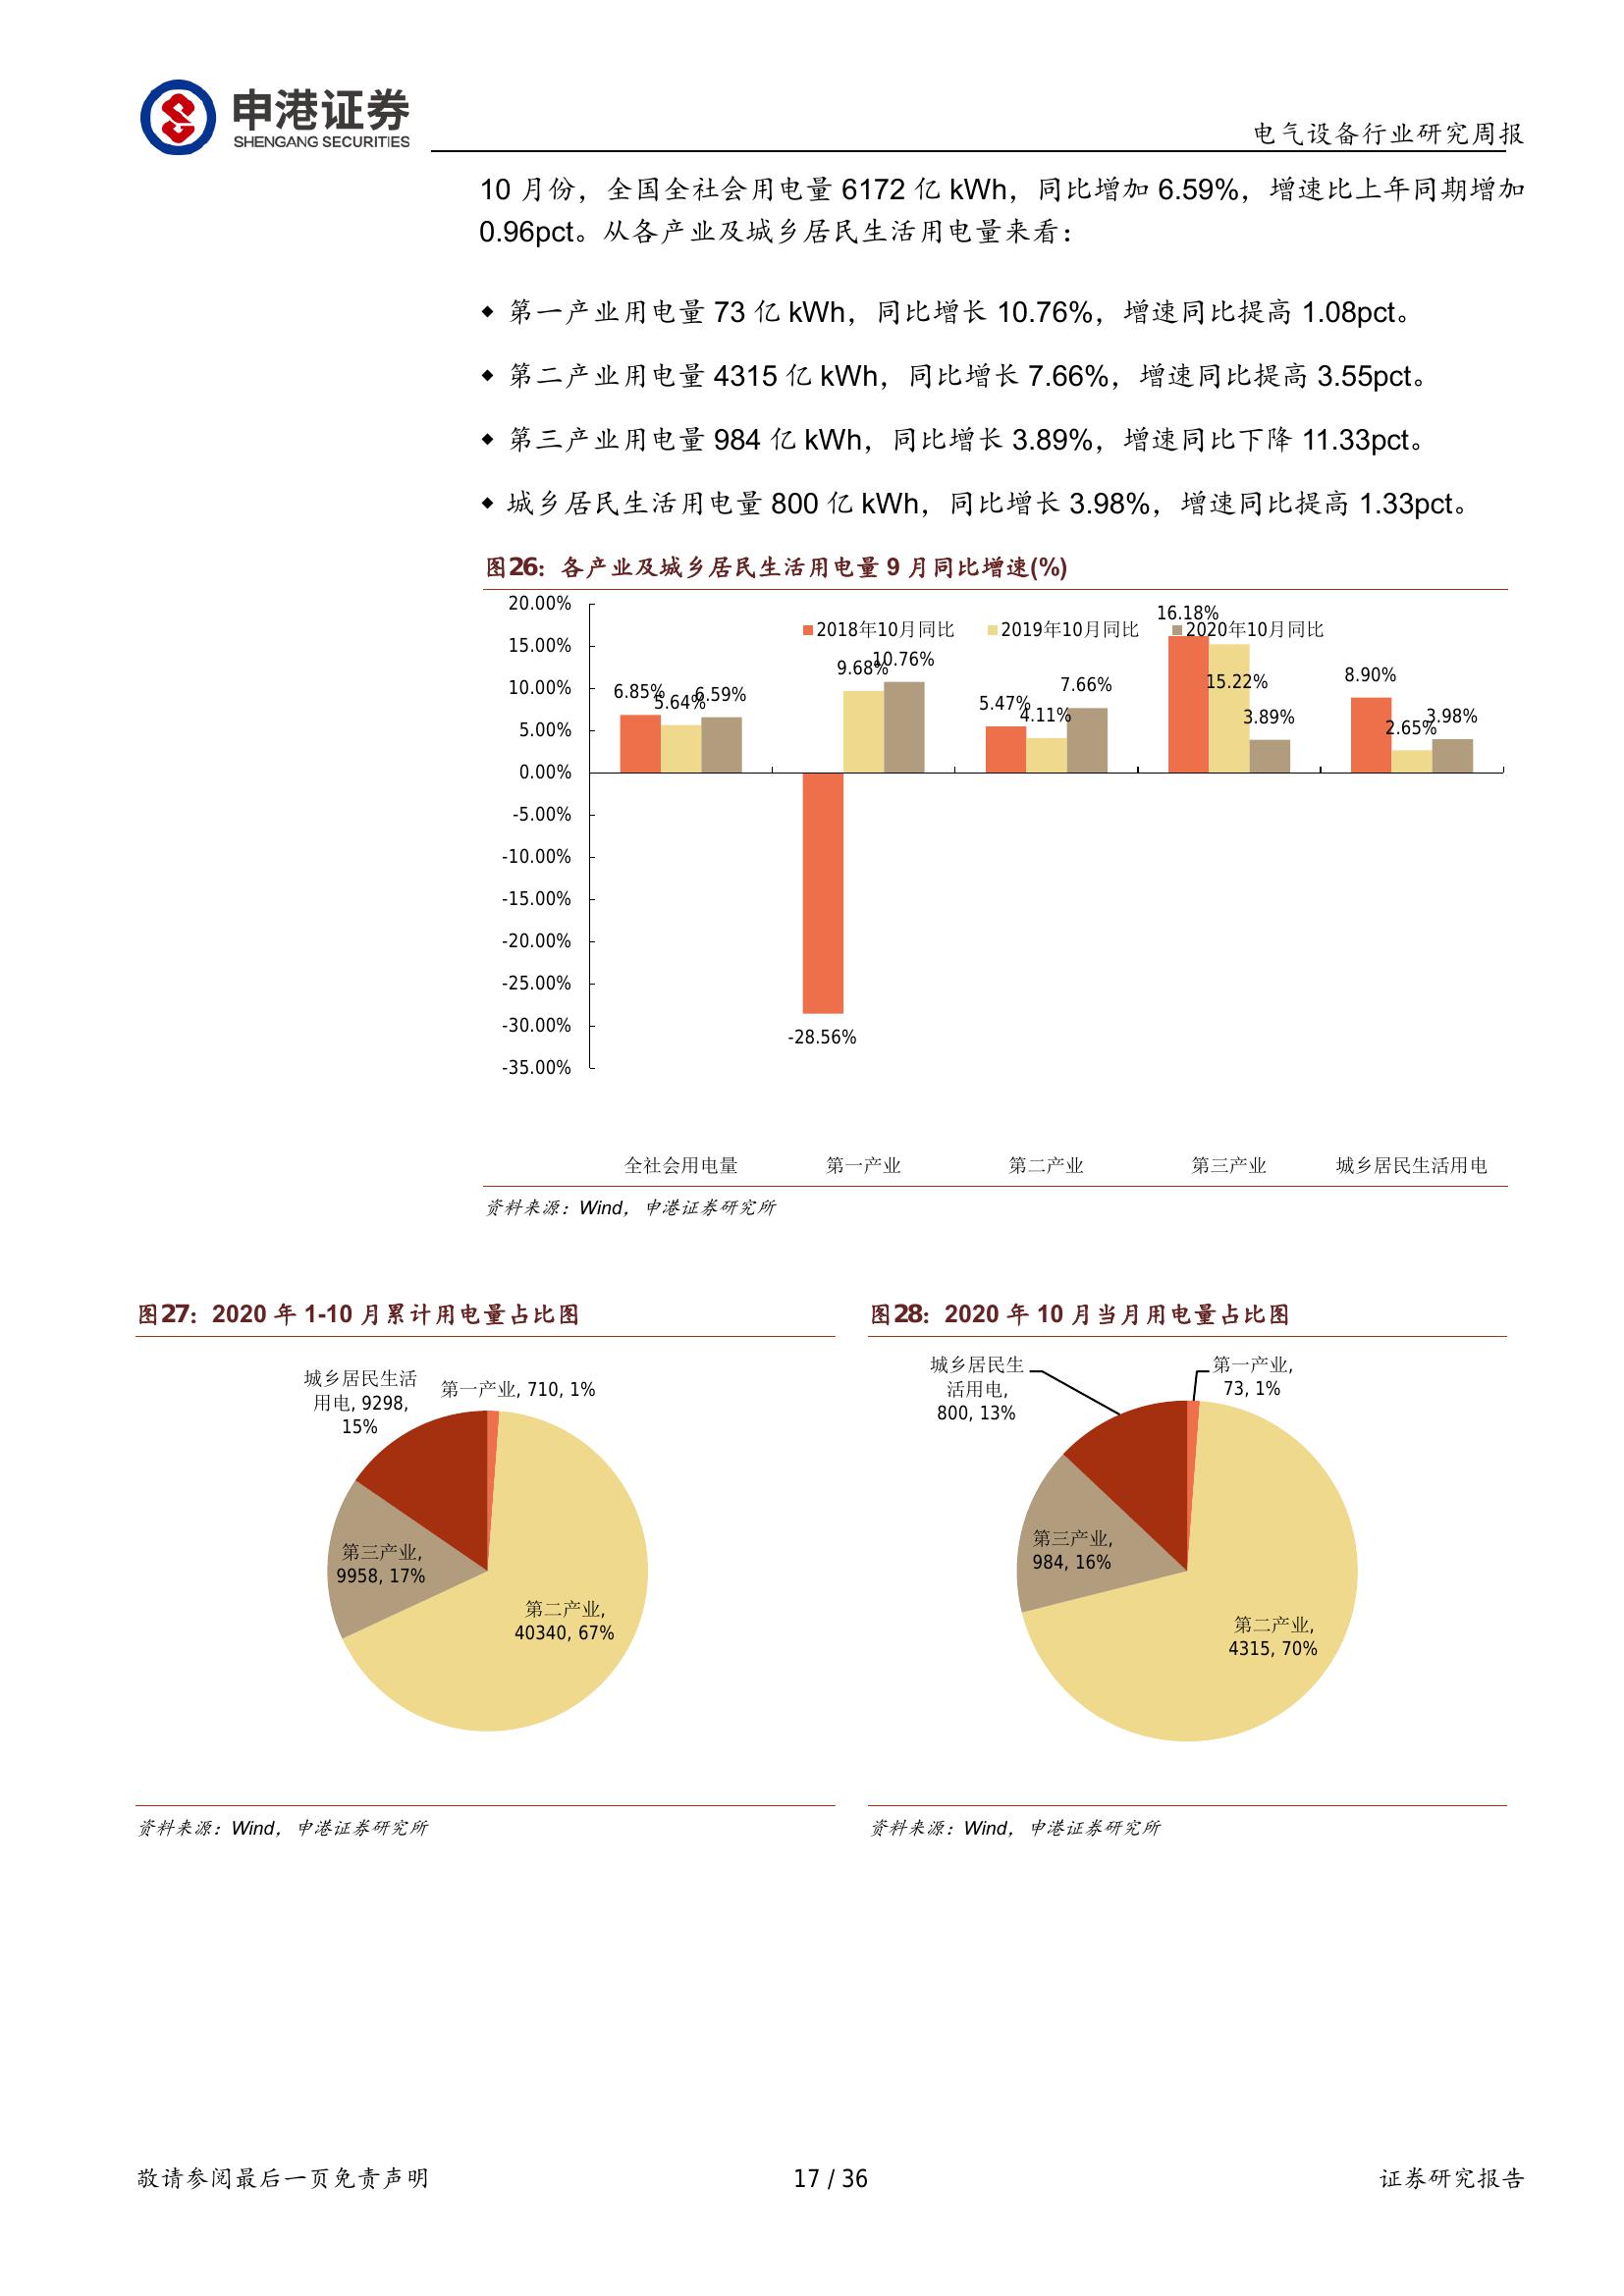 申港证券
SHENGANG SECURITIES
电气设备行业研究周报
10 月份，全国全社会用电量 6172 亿 kWh，同比增加 6.59%，增速比上年同期增加
0.96pct。从各产业及城乡居民生活用电量来看：
◆ 第一产业用电量 73 亿 kWh，同比增长 10.76%，增速同比提高 1.08pct。
◆ 第二产业用电量 4315 亿 kWh，同比增长 7.66%，增速同比提高 3.55pct。
◆ 第三产业用电量 984 亿 kWh，同比增长 3.89%，增速同比下降 11.33pct。
◆ 城乡居民生活用电量 800 亿 kWh，同比增长 3.98%，增速同比提高 1.33pct。
图26：各产业及城乡居民生活用电量 9 月同比增速(%)
20.00%
15.00%
10.00%
5.00%
0.00%
-5.00%
-10.00%
-15.00%
-20.00%
-25.00%
-30.00%
-35.00%
2018年10月同比 2019年10月同比 2020年10月同比
6.85% 5.64% 6.59%
-28.56% 9.68% 10.76%
5.47% 4.11% 7.66%
16.18% 15.22% 3.89%
8.90% 2.65% 3.98%
全社会用电量 第一产业 第二产业 第三产业 城乡居民生活用电
资料来源：Wind，申港证券研究所
图27：2020 年 1-10 月累计用电量占比图
城乡居民生活
用电, 9298,
15%
第一产业, 710, 1%
第三产业,
9958, 17%
第二产业,
40340, 67%
资料来源：Wind，申港证券研究所
图28：2020 年 10 月当月用电量占比图
城乡居民生
活用电,
800, 13%
第一产业,
73, 1%
第三产业,
984, 16%
第二产业,
4315, 70%
资料来源：Wind，申港证券研究所
敬请参阅最后一页免责声明
17 / 36
证券研究报告